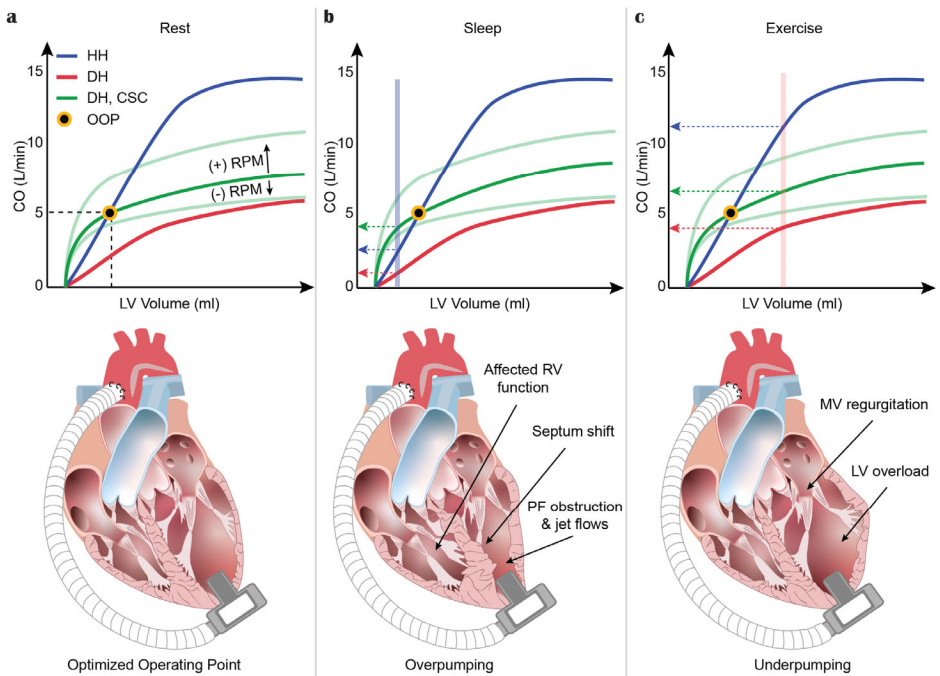 a
Rest
CO (L/min)
15
10
5
0
HH
DH
DH, CSC
OOP
(+) RPM
(-) RPM
LV Volume (ml)
Optimized Operating Point
b
Sleep
CO (L/min)
15
10
5
0
LV Volume (ml)
Affected RV
function
Septum shift
PF obstruction
& jet flows
Overpumping
c
Exercise
CO (L/min)
15
10
5
0
LV Volume (ml)
MV regurgitation
LV overload
Underpumping